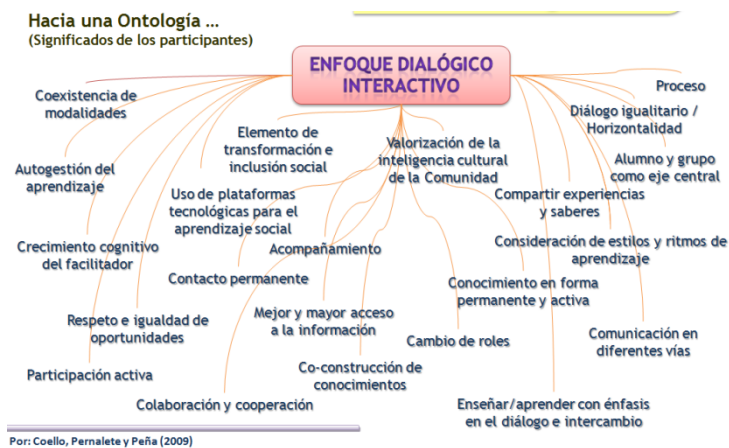 Hacia una Ontología ...
(Significados de los participantes)
ENFOQUE DIALÓGICO
INTERACTIVO
Coexistencia de
modalidades
Proceso
Diálogo igualitario /
Horizontalidad
Elemento de
transformación e
inclusión social
Valorización de la
inteligencia cultural
de la Comunidad
Alumno y grupo
como eje central
Autogestión del
aprendizaje
Uso de plataformas
tecnológicas para el
aprendizaje social
Compartir experiencias
y saberes
Crecimiento cognitivo
del facilitador
Acompañamiento
Consideración de estilos y ritmos de
aprendizaje
Contacto permanente
Conocimiento en forma
permanente y activa
Respeto e igualdad de
oportunidades
Mejor y mayor acceso
a la información
Cambio de roles
Comunicación en
diferentes vías
Participación activa
Co-construcción de
conocimientos
Colaboración y cooperación
Enseñar/aprender con énfasis
en el diálogo e intercambio
Por: Coello, Pernalete y Peña (2009)